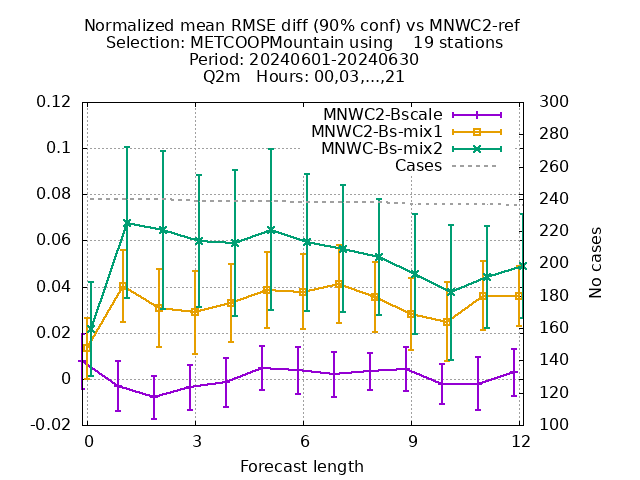 Normalized mean RMSE diff (90% conf) vs MNWC2-ref
Selection: METCOOPMountain using    19 stations
Period: 20240601-20240630
Q2m   Hours: 00,03,...,21
MNWC2-Bscale
MNWC2-Bs-mix1
MNWC-Bs-mix2
Cases
0.12
0.1
0.08
0.06
0.04
0.02
0
-0.02
300
280
260
240
220
200
180
160
140
120
100
No cases
0 3 6 9 12
Forecast length